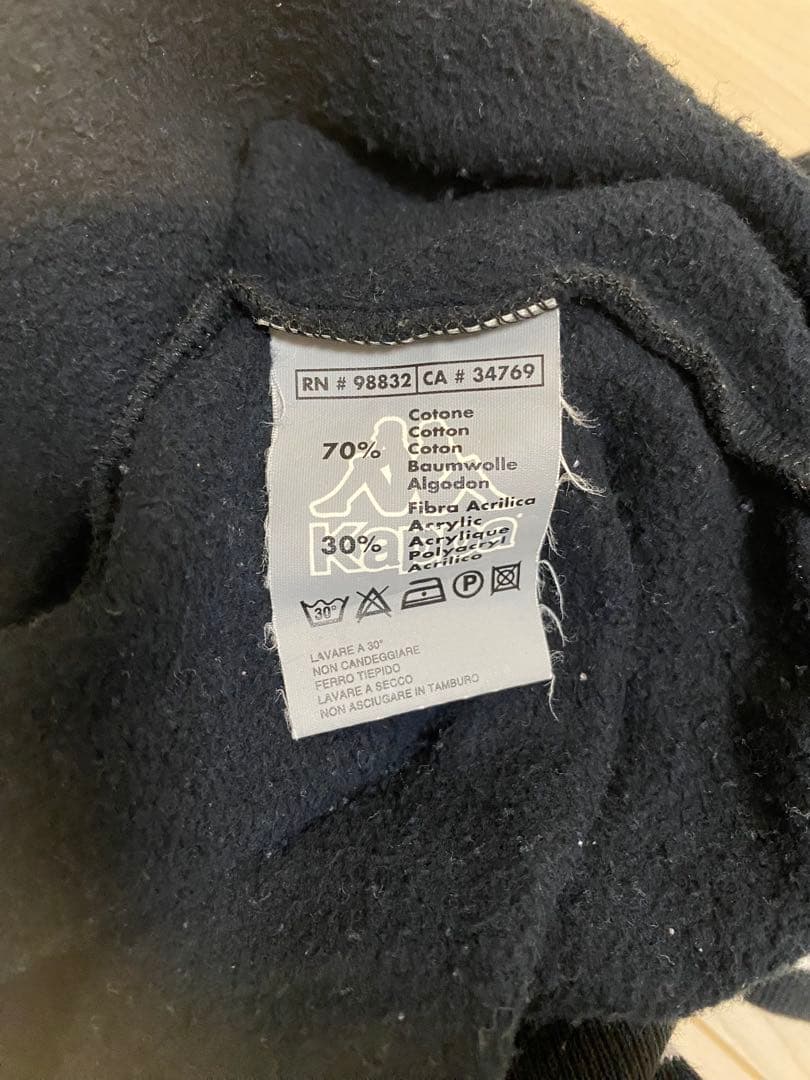 RN # 98832 CA # 34769
Cotone
Cotton
70% Coton
Baumwolle
Algodon
Fibra Acrilica
Acrylic
30% Acrylique
Polyacryl
Acrilico
Kappa
30° P
LAVARE A 30°
NON CANDEGGIARE
FERRO TIEPIDO
LAVARE A SECCO
NON ASCIUGARE IN TAMBURO